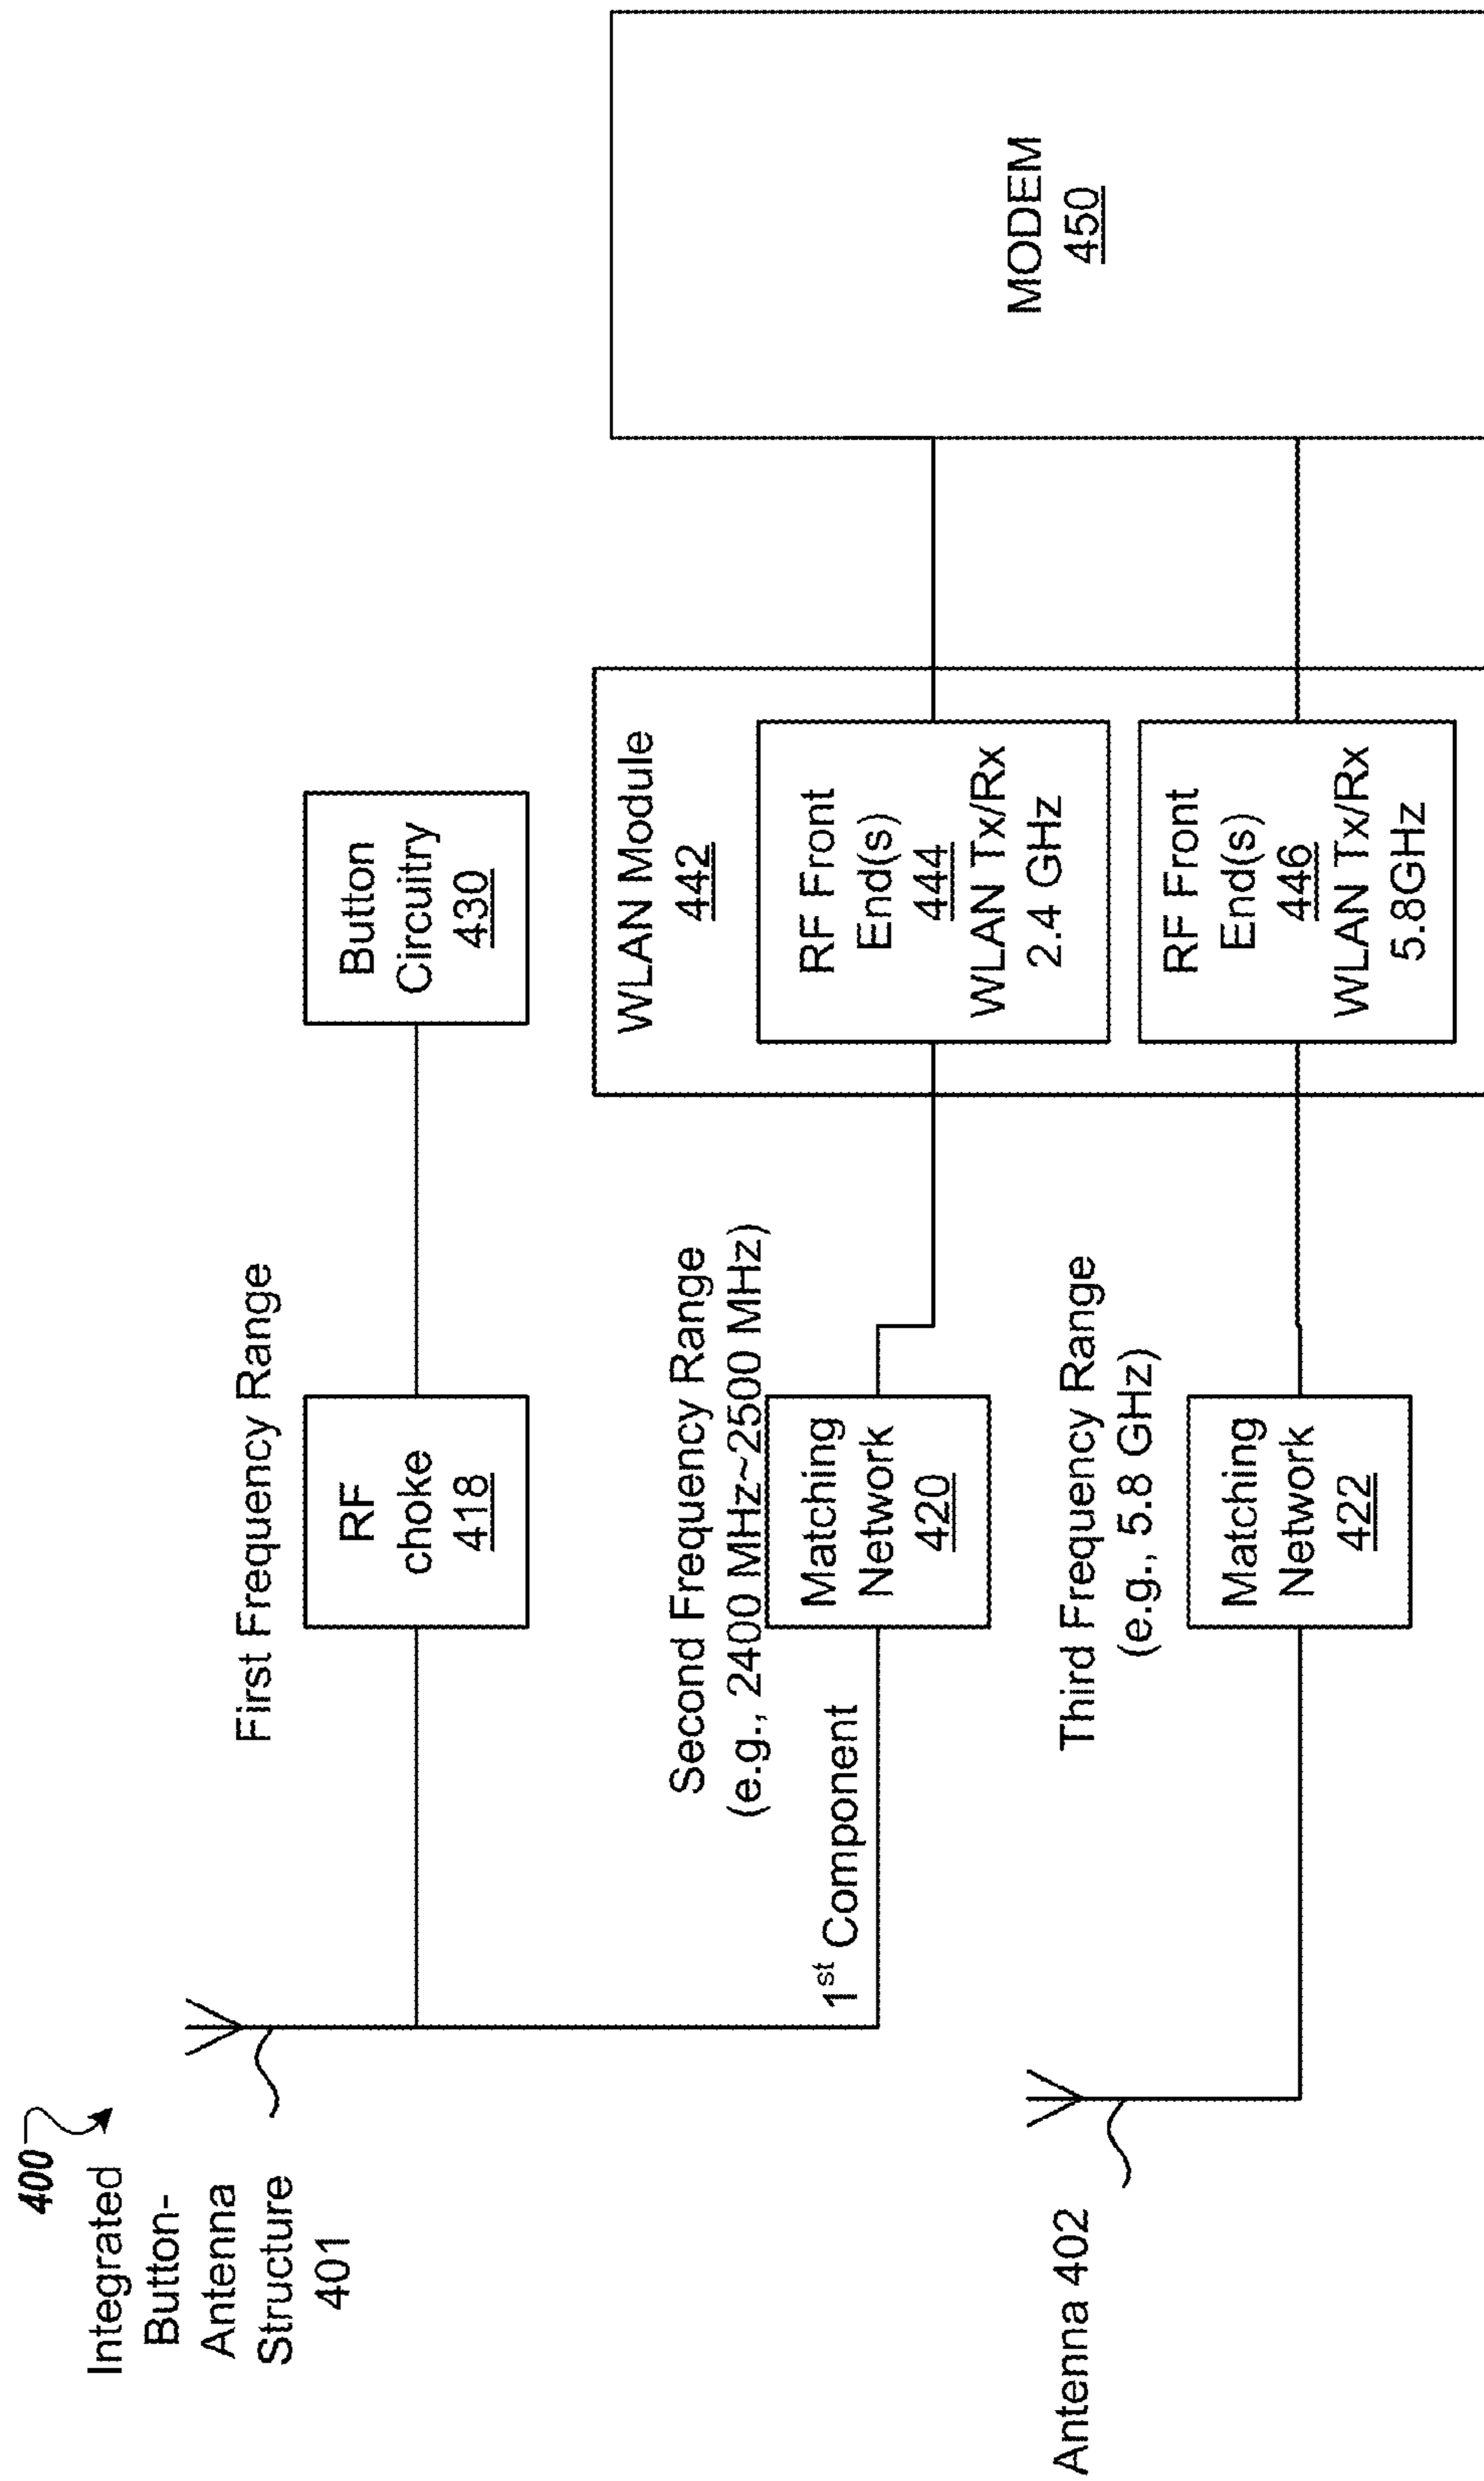 400
Integrated
Button-
Antenna
Structure
401
First Frequency Range
RF
choke
418
Button
Circuitry
430
Second Frequency Range
(e.g., 2400 MHz~2500 MHz)
1st Component
Matching
Network
420
WLAN Module
442
RF Front
End(s)
444
WLAN Tx/Rx
2.4 GHz
MODEM
450
Antenna 402
Third Frequency Range
(e.g., 5.8 GHz)
Matching
Network
422
RF Front
End(s)
446
WLAN Tx/Rx
5.8GHz